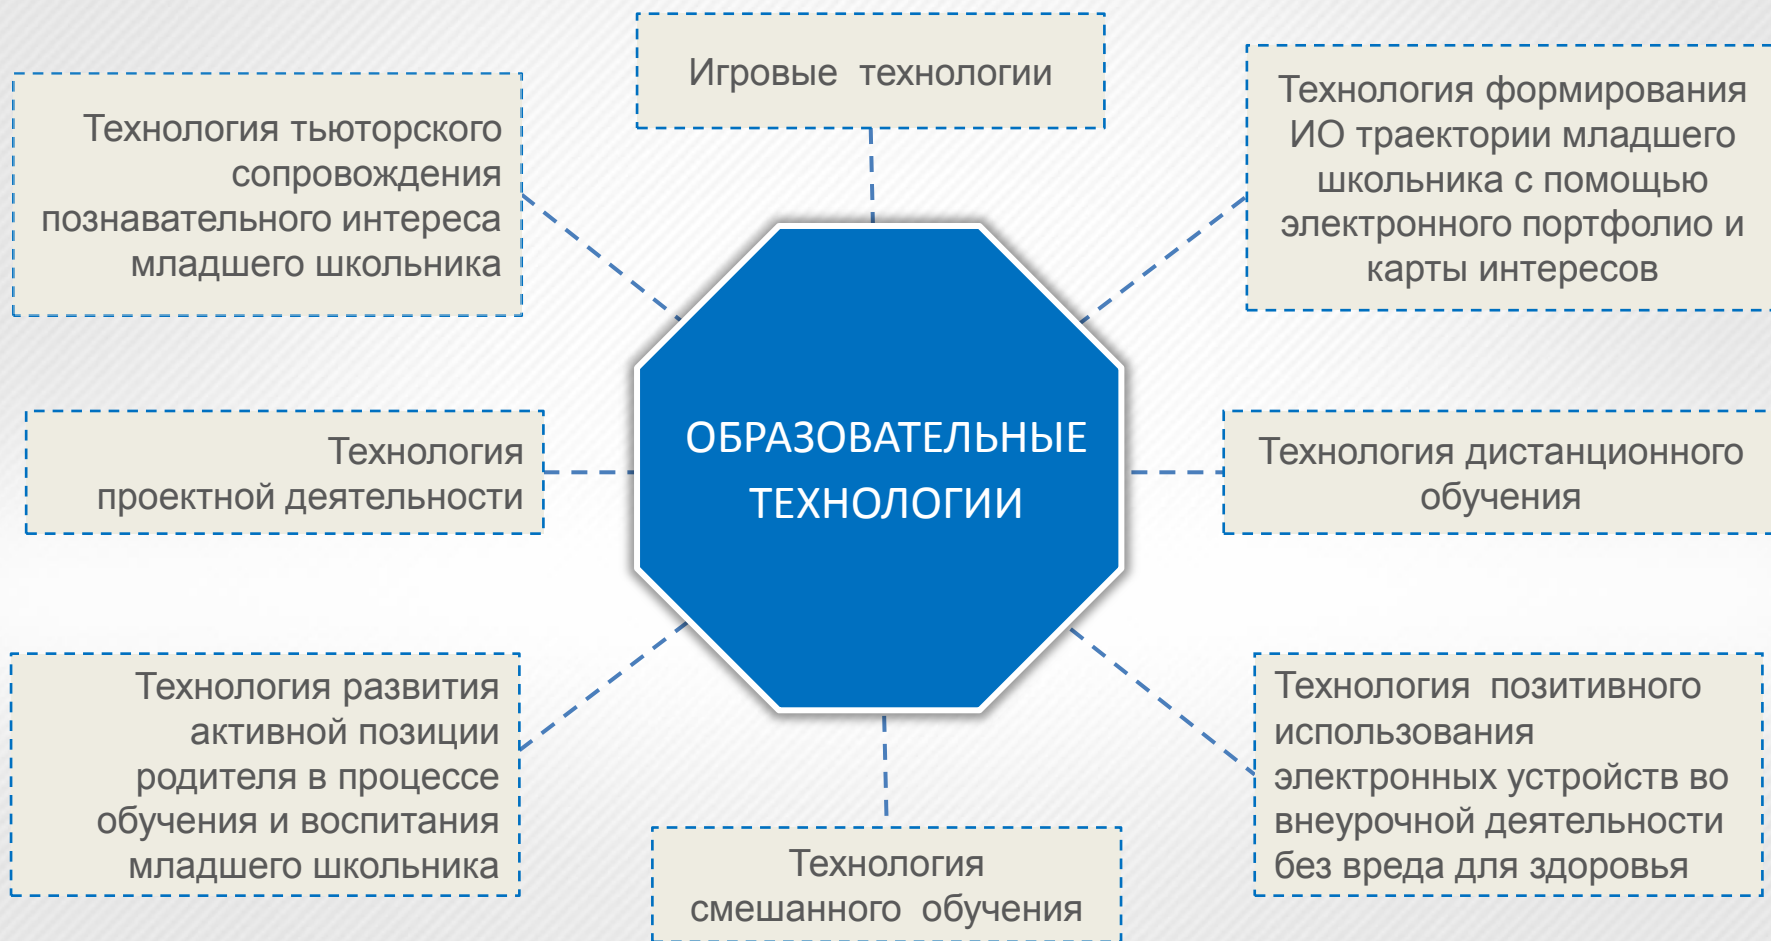 Игровые технологии
Технология тьюторского
сопровождения
познавательного интереса
младшего школьника
Технология формирования
ИО траектории младшего
школьника с помощью
электронного портфолио и
карты интересов
Технология
проектной деятельности
ОБРАЗОВАТЕЛЬНЫЕ
ТЕХНОЛОГИИ
Технология дистанционного
обучения
Технология развития
активной позиции
родителя в процессе
обучения и воспитания
младшего школьника
Технология
смешанного обучения
Технология позитивного
использования
электронных устройств во
внеурочной деятельности
без вреда для здоровья